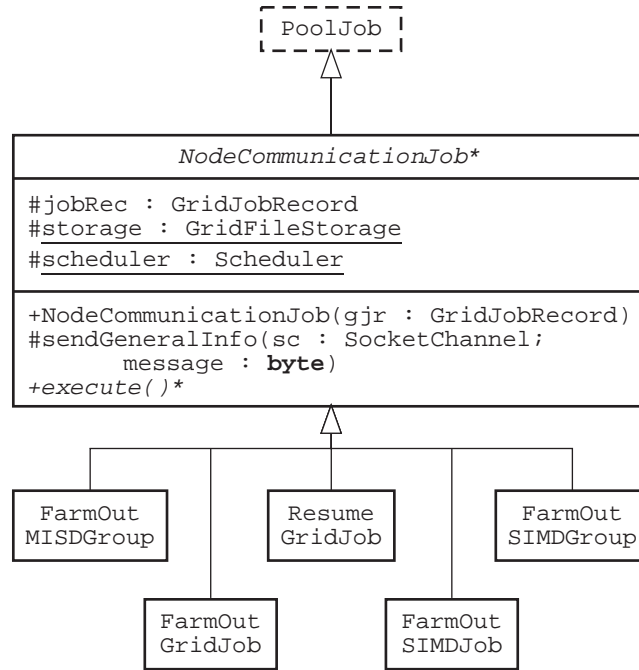 PoolJob
NodeCommunicationJob*
#jobRec : GridJobRecord
#storage : GridFileStorage
#scheduler : Scheduler
+NodeCommunicationJob(gjr : GridJobRecord)
#sendGeneralInfo(sc : SocketChannel;
message : byte)
+execute()*
FarmOut
MISDGroup
Resume
GridJob
FarmOut
SIMDGroup
FarmOut
GridJob
FarmOut
SIMDJob